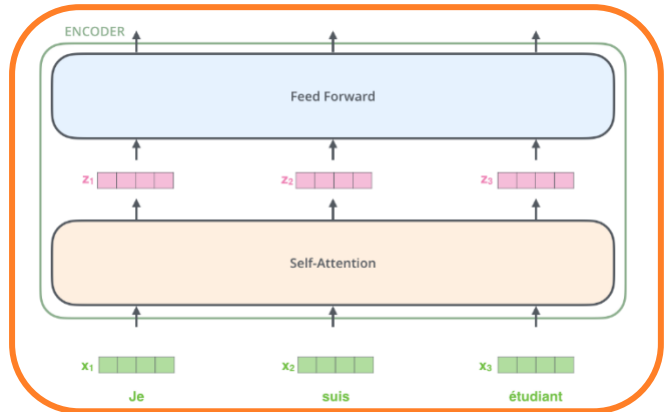 ENCODER
Feed Forward
z₁ z₂ z₃
Self-Attention
x₁ x₂ x₃
Je suis étudiant